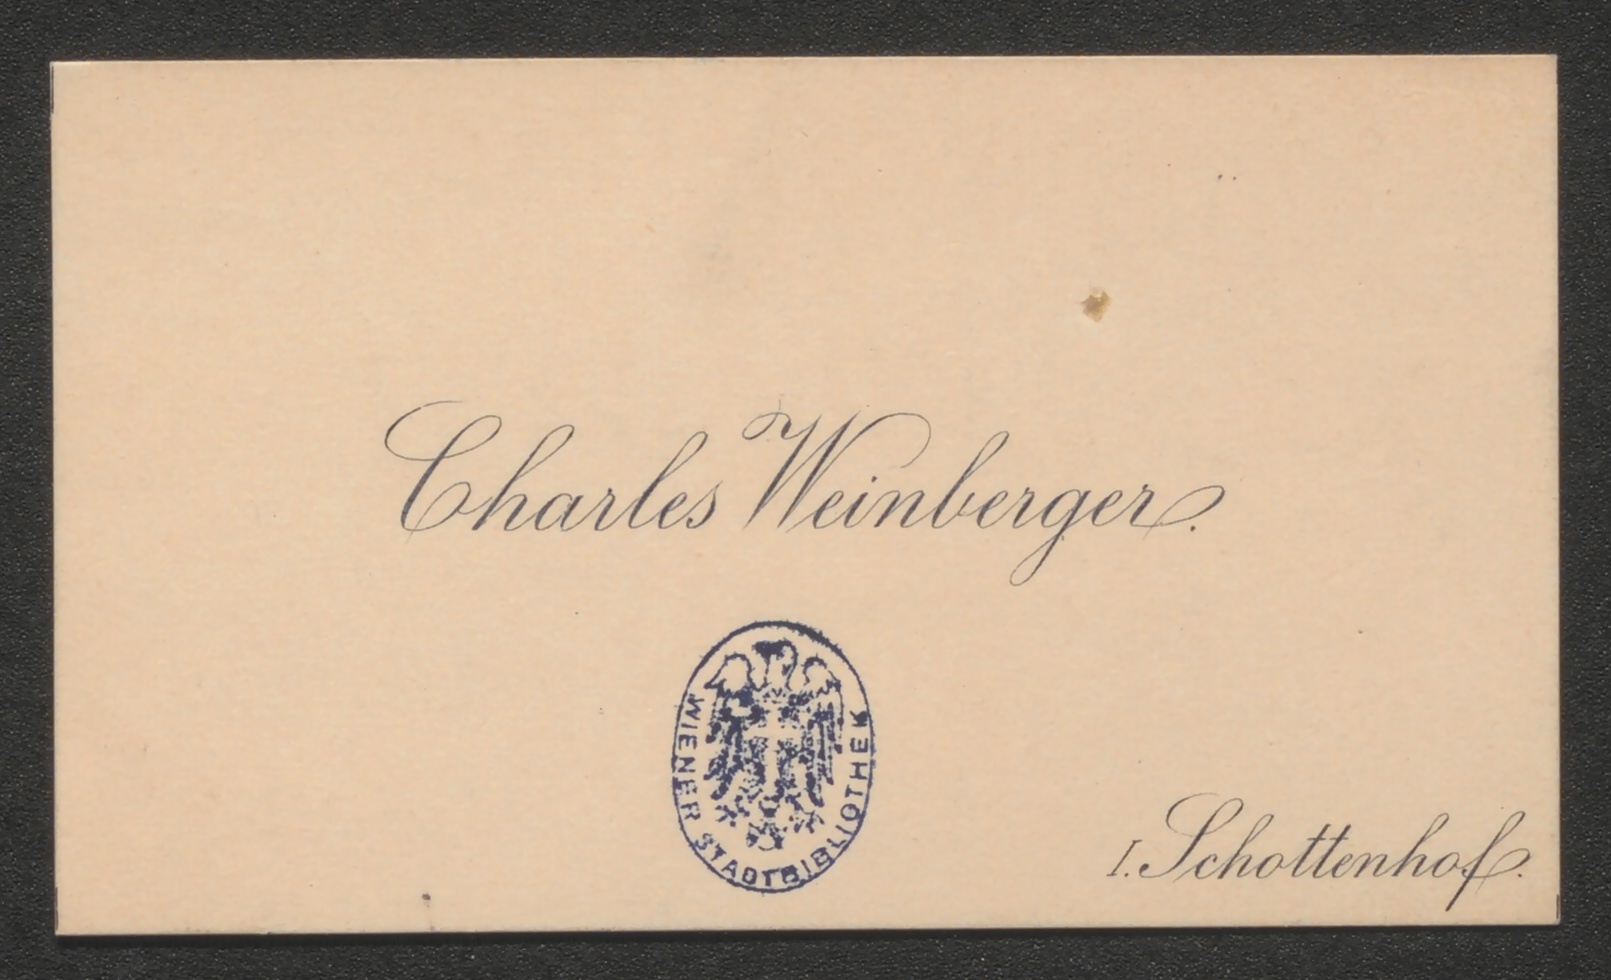 Charles Weinberger.
WIENER STADTBIBLIOTHEK
I. Schottenhof.